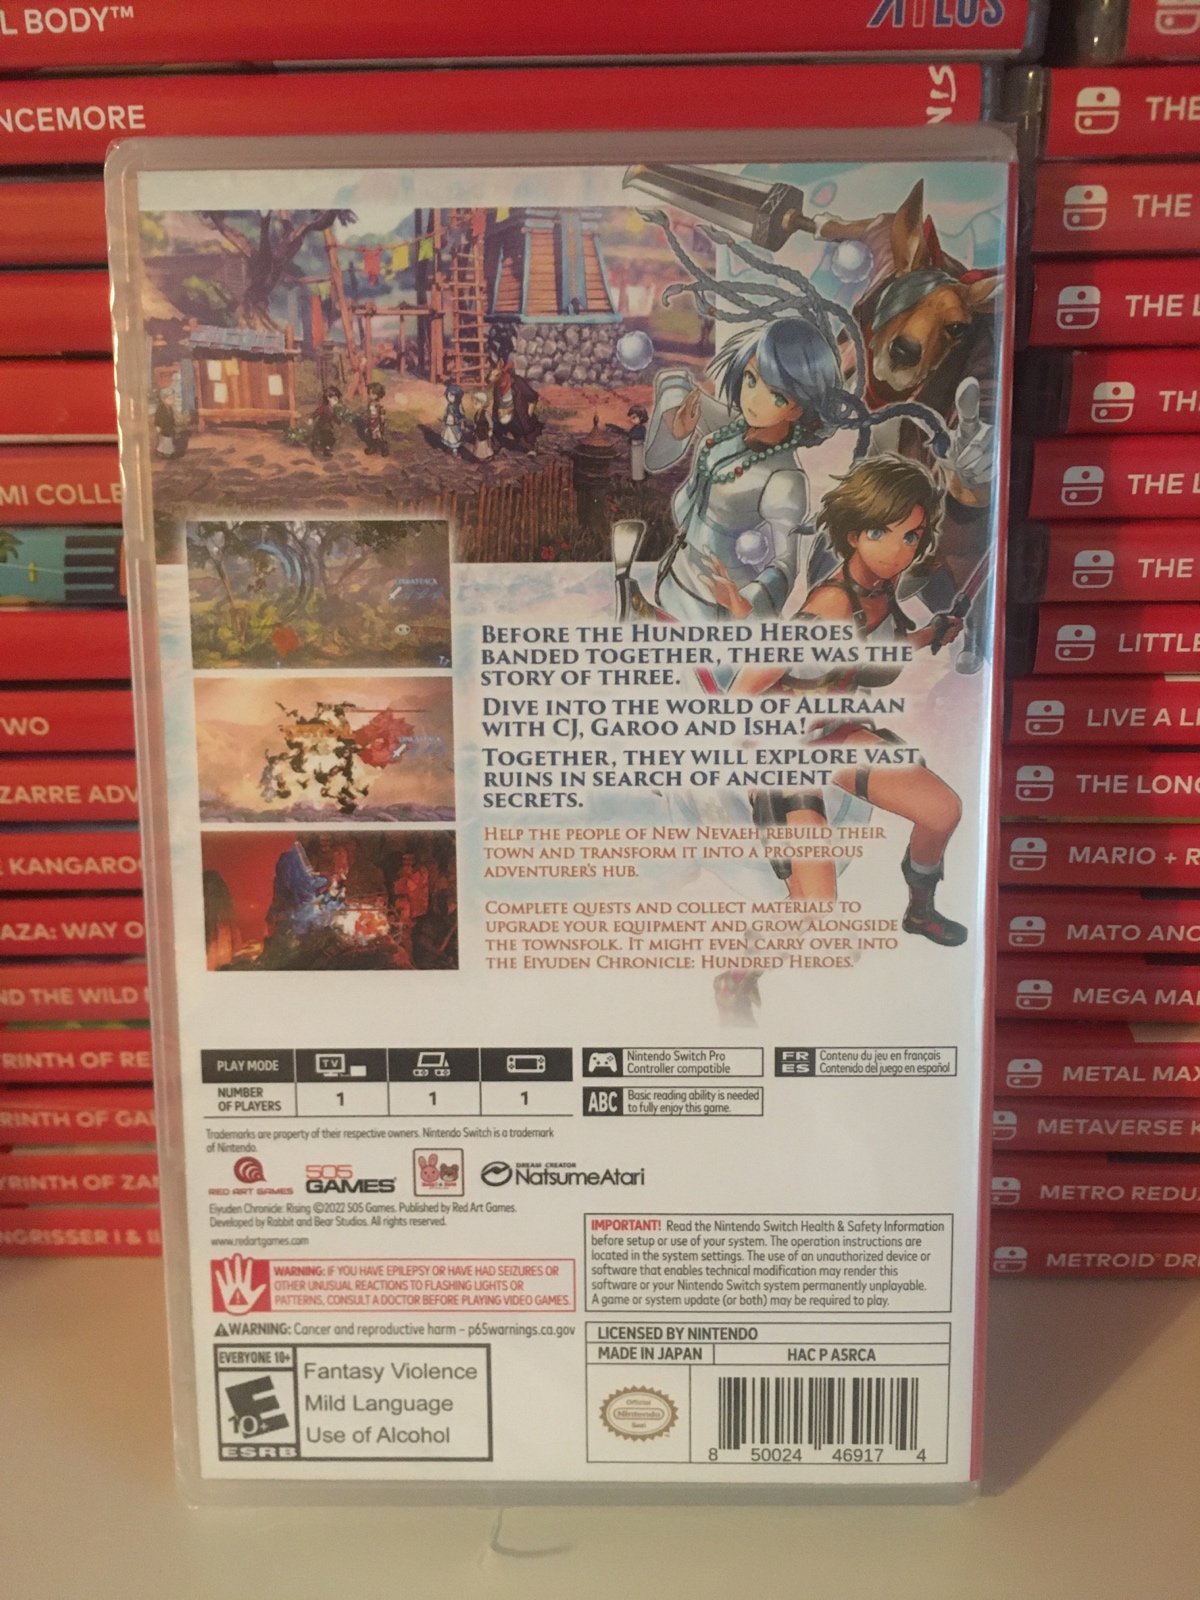 L BODY™
ATLUS
NCEMORE
MI COLLE
TWO
ZARRE ADV
KANGARO
AZA: WAY O
ND THE WILD
RINTH OF RE
RINTH OF GA
YRINTH OF ZA
NGRISSER I & II
THE
THE
THE L
TH
THE L
THE
LITTLE
LIVE A LI
THE LONG
MARIO + R
MATO ANO
MEGA MA
METAL MAX
METAVERSE K
METRO REDU
METROID DR
BEFORE THE HUNDRED HEROES
BANDED TOGETHER, THERE WAS THE
STORY OF THREE.
DIVE INTO THE WORLD OF ALLRAAN
WITH CJ, GAROO AND ISHA!
TOGETHER, THEY WILL EXPLORE VAST
RUINS IN SEARCH OF ANCIENT
SECRETS.
HELP THE PEOPLE OF NEW NEVAEH REBUILD THEIR
TOWN AND TRANSFORM IT INTO A PROSPEROUS
ADVENTURER'S HUB.
COMPLETE QUESTS AND COLLECT MATERIALS TO
UPGRADE YOUR EQUIPMENT AND GROW ALONGSIDE
THE TOWNSFOLK. IT MIGHT EVEN CARRY OVER INTO
THE EIYUDEN CHRONICLE: HUNDRED HEROES.
PLAY MODE
TV
NUMBER
OF PLAYERS
1
1
1
Nintendo Switch Pro
Controller compatible
FR
ES
Contenu du jeu en français
Contenido del juego en español
ABC
Basic reading ability is needed
to fully enjoy this game.
Trademarks are property of their respective owners. Nintendo Switch is a trademark
of Nintendo.
RED ART GAMES
505
GAMES
DREAM CREATOR
NatsumeAtari
Eiyuden Chronicle: Rising ©2022 505 Games. Published by Red Art Games.
Developed by Rabbit and Bear Studios. All rights reserved.
www.redartgames.com
WARNING: IF YOU HAVE EPILEPSY OR HAVE HAD SEIZURES OR
OTHER UNUSUAL REACTIONS TO FLASHING LIGHTS OR
PATTERNS, CONSULT A DOCTOR BEFORE PLAYING VIDEO GAMES.
WARNING: Cancer and reproductive harm – p65warnings.ca.gov
IMPORTANT! Read the Nintendo Switch Health & Safety Information
before setup or use of your system. The operation instructions are
located in the system settings. The use of an unauthorized device or
software that enables technical modification may render this
software or your Nintendo Switch system permanently unplayable.
A game or system update (or both) may be required to play.
EVERYONE 10+
E
10+
ESRB
Fantasy Violence
Mild Language
Use of Alcohol
LICENSED BY NINTENDO
MADE IN JAPAN
HAC P A5RCA
Official
Nintendo
Seal
8 50024 46917 4